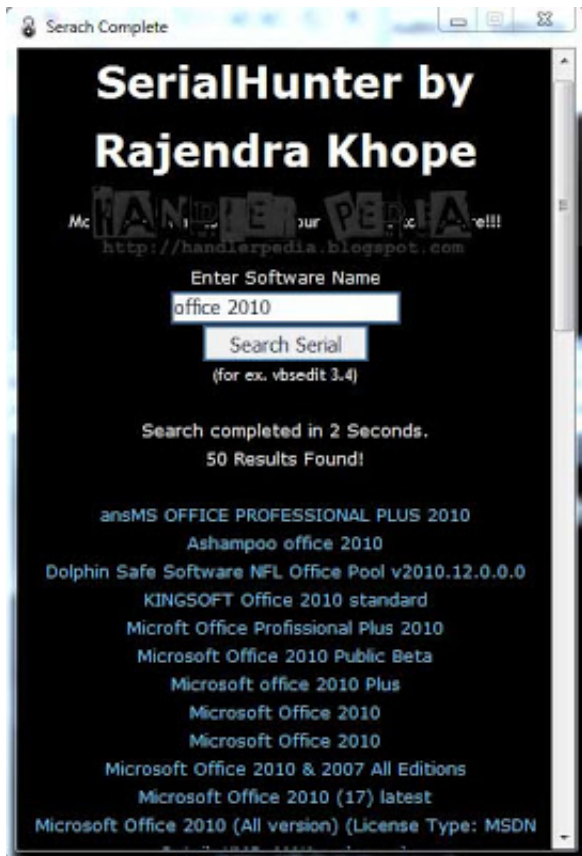 Serach Complete
SerialHunter by
Rajendra Khope
HANDLER PEDIA
http://handlerpedia.blogspot.com
Enter Software Name
office 2010
Search Serial
(for ex. vbsedit 3.4)
Search completed in 2 Seconds.
50 Results Found!
ansMS OFFICE PROFESSIONAL PLUS 2010
Ashampoo office 2010
Dolphin Safe Software NFL Office Pool v2010.12.0.0.0
KINGSOFT Office 2010 standard
Microft Office Profissional Plus 2010
Microsoft Office 2010 Public Beta
Microsoft office 2010 Plus
Microsoft Office 2010
Microsoft Office 2010
Microsoft Office 2010 & 2007 All Editions
Microsoft Office 2010 (17) latest
Microsoft Office 2010 (All version) (License Type: MSDN